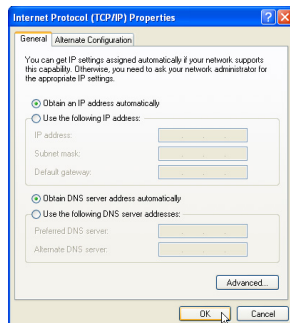 Internet Protocol (TCP/IP) Properties
General
Alternate Configuration
You can get IP settings assigned automatically if your network supports
this capability. Otherwise, you need to ask your network administrator for
the appropriate IP settings.
Obtain an IP address automatically
Use the following IP address:
IP address:
Subnet mask:
Default gateway:
Obtain DNS server address automatically
Use the following DNS server addresses:
Preferred DNS server:
Alternate DNS server:
Advanced...
OK
Cancel